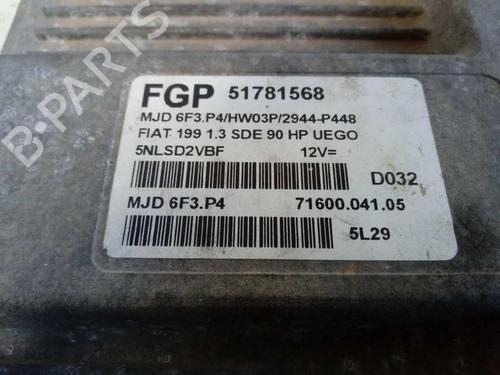 B-PARTS
FGP 51781568
MJD 6F3.P4/HW03P/2944-P448
FIAT 199 1.3 SDE 90 HP UEGO
5NLSD2VBF 12V=
D032
MJD 6F3.P4 71600.041.05
5L29